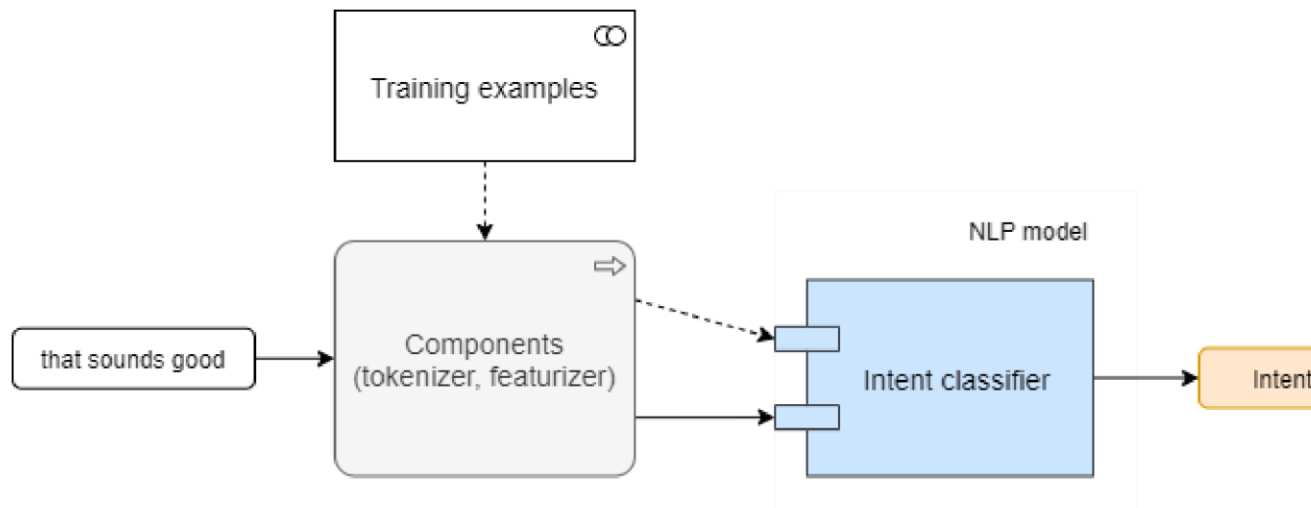 Training examples
NLP model
that sounds good
Components
(tokenizer, featurizer)
Intent classifier
Intent